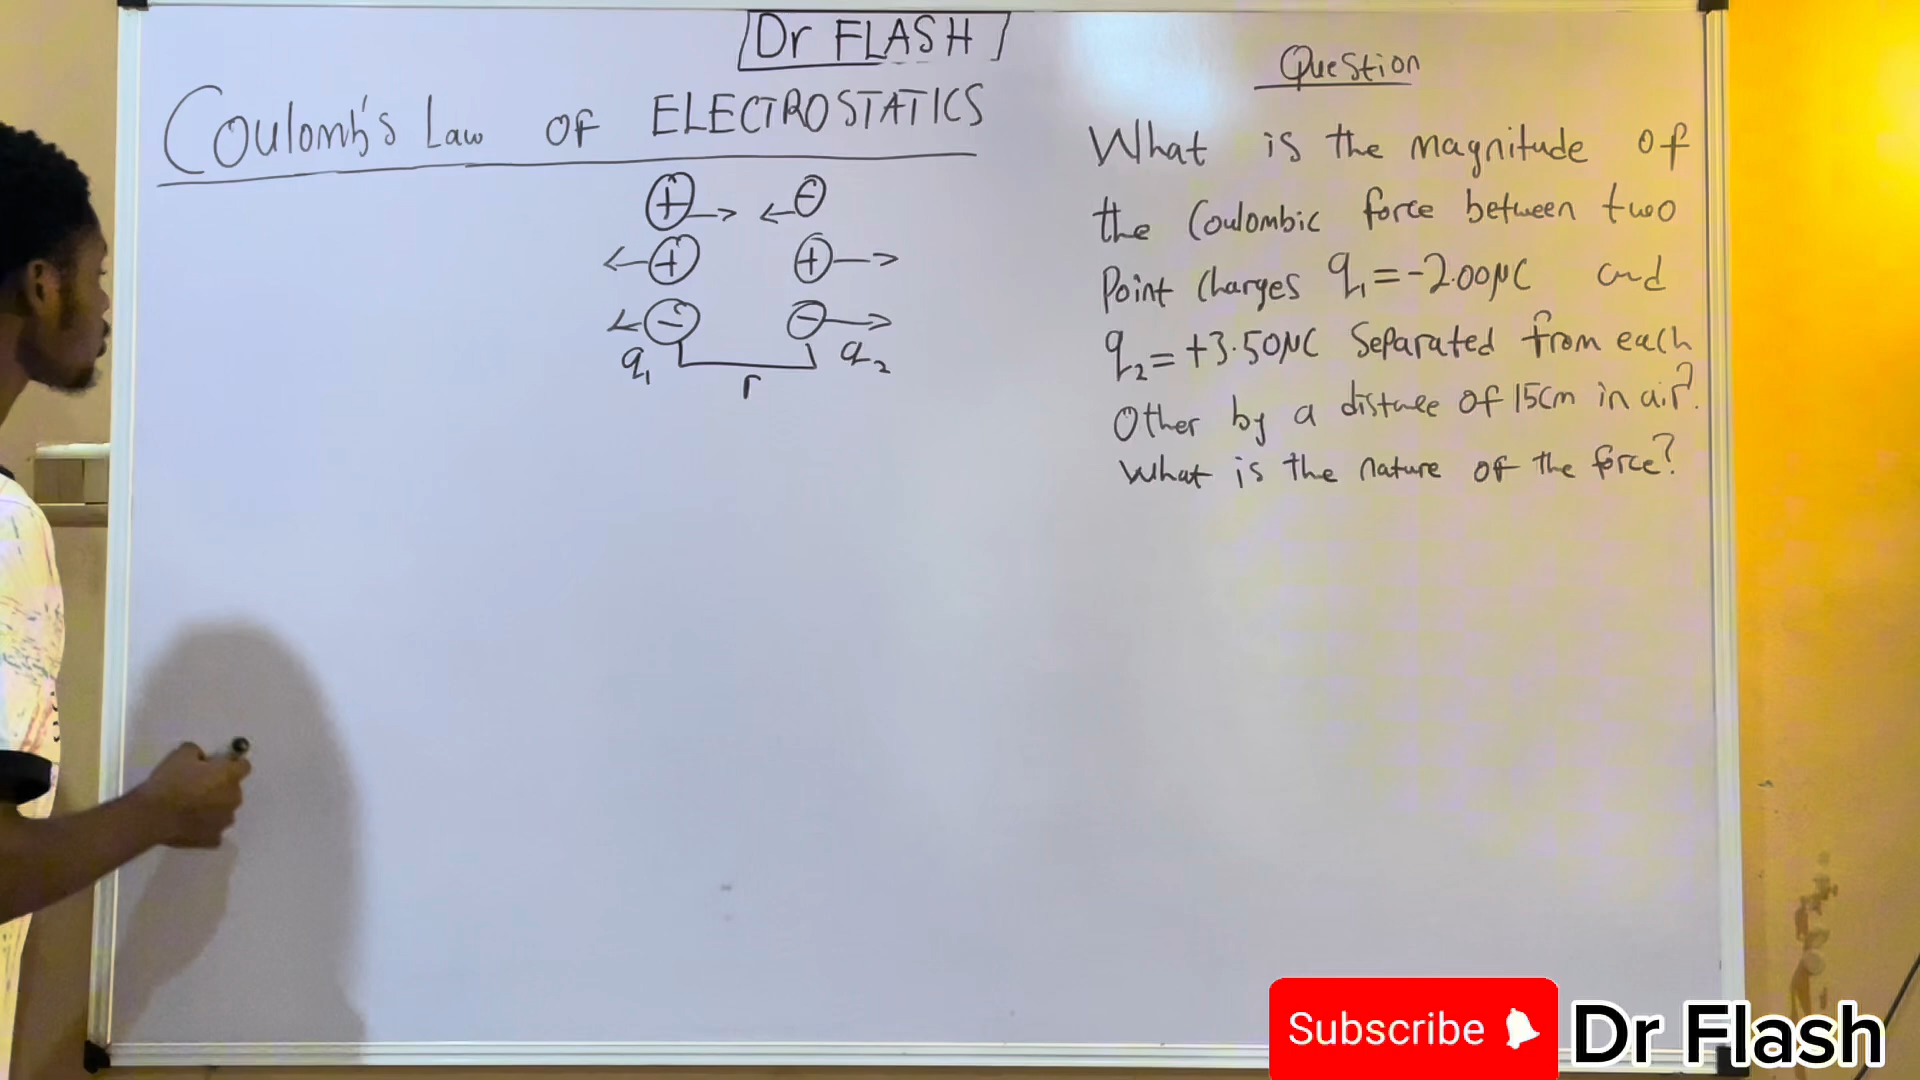 Dr FLASH
Coulomb's Law OF ELECTROSTATICS
+ -
+ +
- -
q₁ r q₂
Question
What is the magnitude of
the Coulombic force between two
Point Charges q₁=-2.00μC and
q₂=+3.50μC Separated from each
Other by a distance of 15cm in air?
What is the nature of the force?
Subscribe
Dr Flash